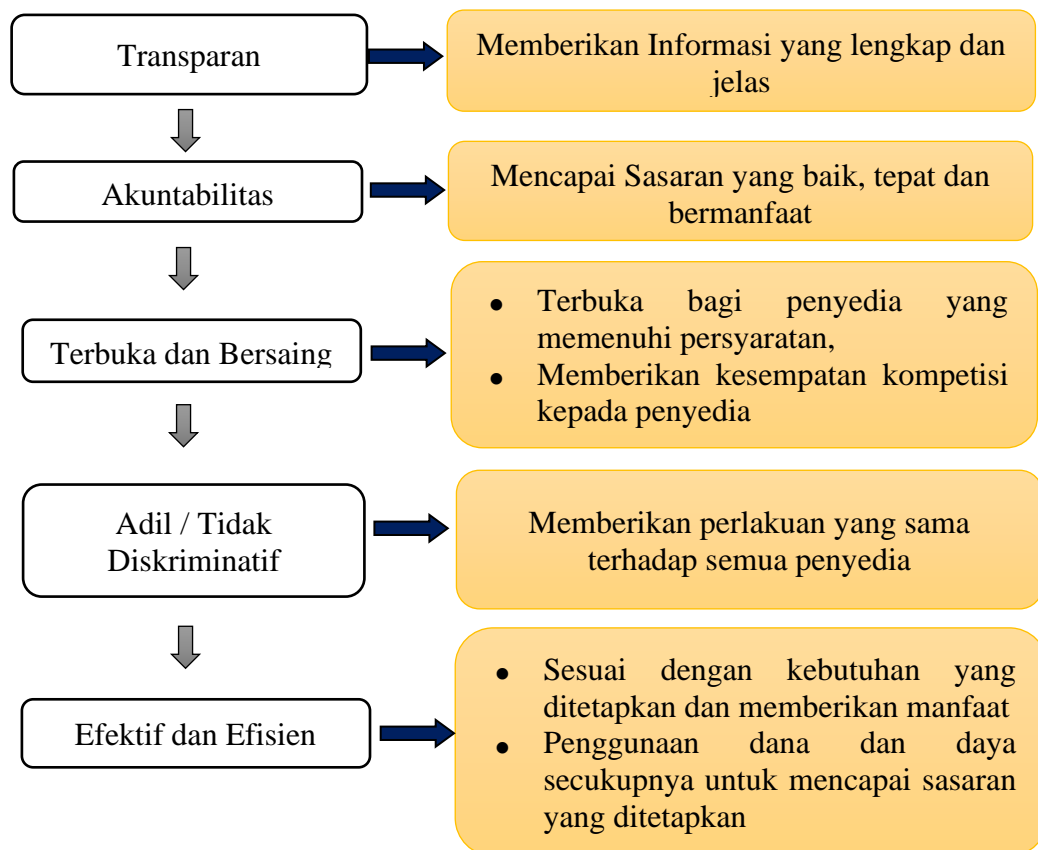 Transparan
Memberikan Informasi yang lengkap dan
jelas
Akuntabilitas
Mencapai Sasaran yang baik, tepat dan
bermanfaat
Terbuka dan Bersaing
• Terbuka bagi penyedia yang
memenuhi persyaratan,
• Memberikan kesempatan kompetisi
kepada penyedia
Adil / Tidak
Diskriminatif
Memberikan perlakuan yang sama
terhadap semua penyedia
Efektif dan Efisien
• Sesuai dengan kebutuhan yang
ditetapkan dan memberikan manfaat
• Penggunaan dana dan daya
secukupnya untuk mencapai sasaran
yang ditetapkan